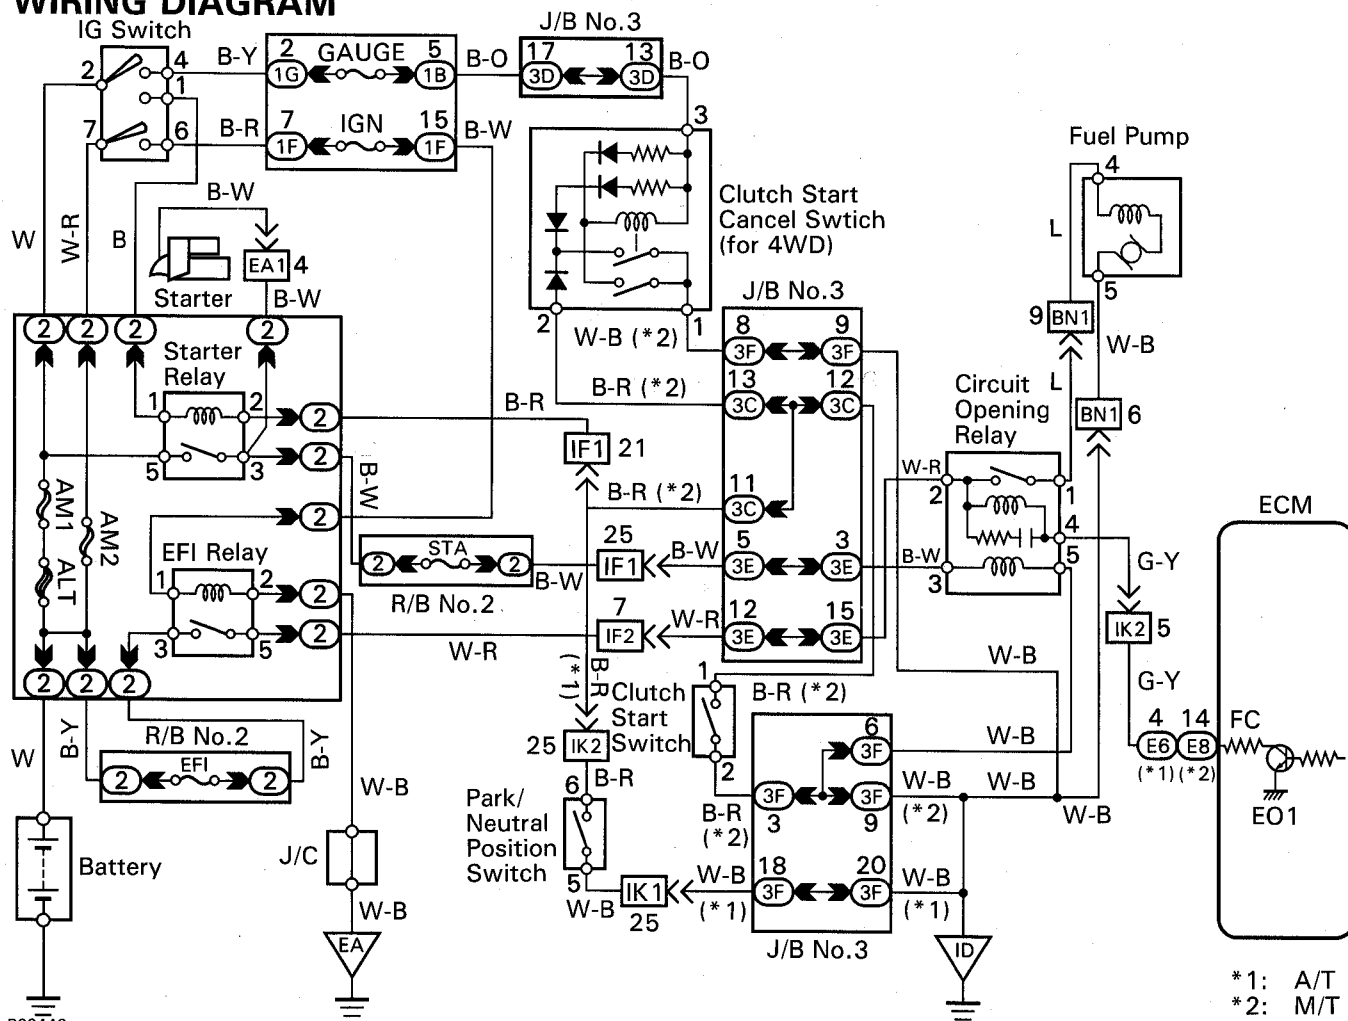 WIRING DIAGRAM
IG Switch
J/B No.3
2
4
1
7
6
B-Y
2
GAUGE
5
1G
1B
B-O
17
13
3D
3D
B-O
B-R
7
IGN
15
1F
1F
B-W
3
Clutch Start
Cancel Swtich
(for 4WD)
2
1
Fuel Pump
4
5
L
W
W-R
B
B-W
EA1
4
Starter
B-W
2
2
2
2
Starter
Relay
1
2
5
3
2
2
2
B-R
B-W
IF1
21
W-B (*2)
B-R (*2)
B-R (*2)
J/B No.3
8
9
3F
3F
13
12
3C
3C
11
3C
5
3
3E
3E
12
15
3E
3E
9
BN1
W-B
L
BN1
6
Circuit
Opening
Relay
W-R
2
1
4
5
B-W
3
G-Y
IK2
5
G-Y
ECM
AM1
ALT
AM2
EFI Relay
1
2
3
5
2
2
2
2
2
STA
2
2
R/B No.2
B-W
25
IF1
B-W
7
IF2
W-R
W-R
B-R
(*1)
Clutch
Start
Switch
1
2
B-R (*2)
W-B
W
B-Y
R/B No.2
2
EFI
2
B-Y
W-B
25
IK2
B-R
Park/
Neutral
Position
Switch
6
5
B-R
(*2)
6
3F
W-B
3F
3F
3
9
W-B
(*2)
W-B
W-B
18
20
3F
3F
W-B
(*1)
W-B
(*1)
J/B No.3
W-B
IK1
25
4
14
E6
E8
(*1)
(*2)
FC
EO1
Battery
J/C
W-B
EA
ID
*1: A/T
*2: M/T